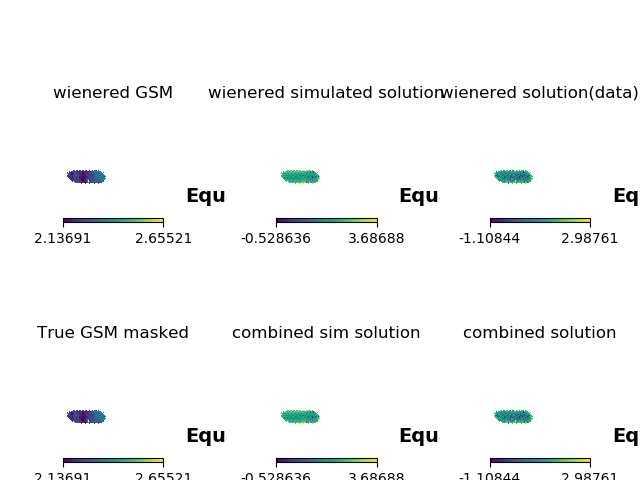 wienered GSM
wienered simulated solution
wienered solution(data)
Equ
Equ
Eq
2.13691 2.65521
-0.528636 3.68688
-1.10844 2.98761
True GSM masked
combined sim solution
combined solution
Equ
Equ
Eq
2.13691 2.65521
-0.528636 3.68688
-1.10844 2.98761